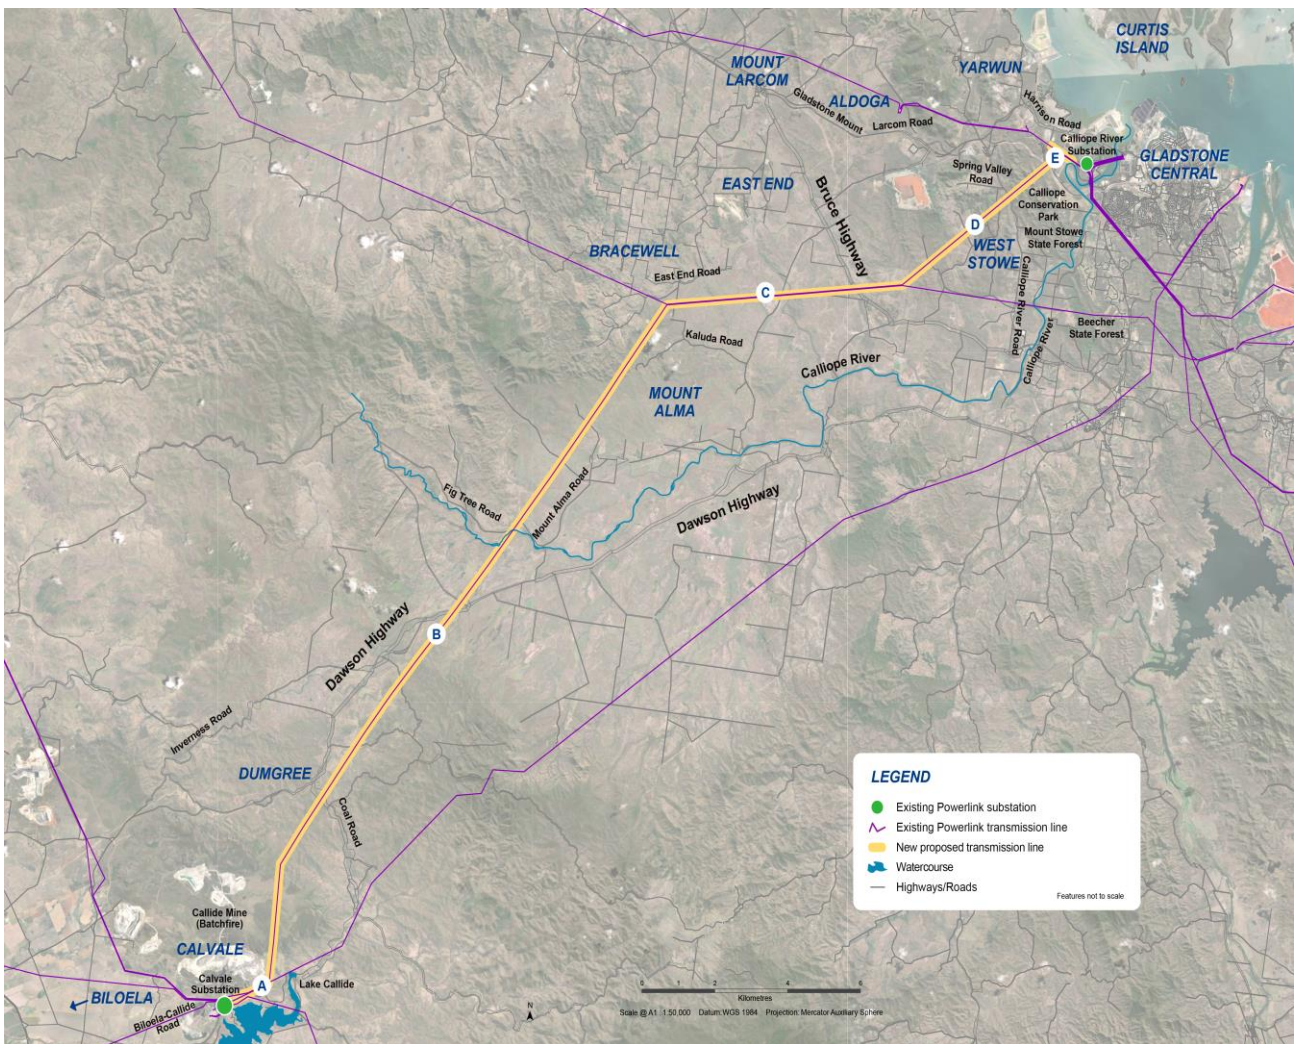 CURTIS
ISLAND
MOUNT
LARCOM
YARWUN
ALDOGA
Gladstone Mount
Larcom Road
Harrison Road
Calliope River
Substation
E
GLADSTONE
CENTRAL
Spring Valley
Road
EAST END
Bruce Highway
Calliope
Conservation
Park
D
Mount Stowe
State Forest
WEST
STOWE
BRACEWELL
East End Road
C
Calliope River Road
Calliope River
Beecher
State Forest
Kaluda Road
Calliope River
MOUNT
ALMA
Fig Tree Road
Mount Alma Road
Dawson Highway
Dawson Highway
B
Inverness Road
DUMGREE
Coal Road
LEGEND
Existing Powerlink substation
Existing Powerlink transmission line
New proposed transmission line
Watercourse
Highways/Roads
Features not to scale
Callide Mine
(Batchfire)
CALVALE
Calvale
Substation
A
Lake Callide
BILOELA
Biloela-Callide
Road
N
0 2 4 6
Kilometres
Scale @ A1 : 1:50,000 Datum: WGS 1984 Projection: Mercator Auxiliary Sphere